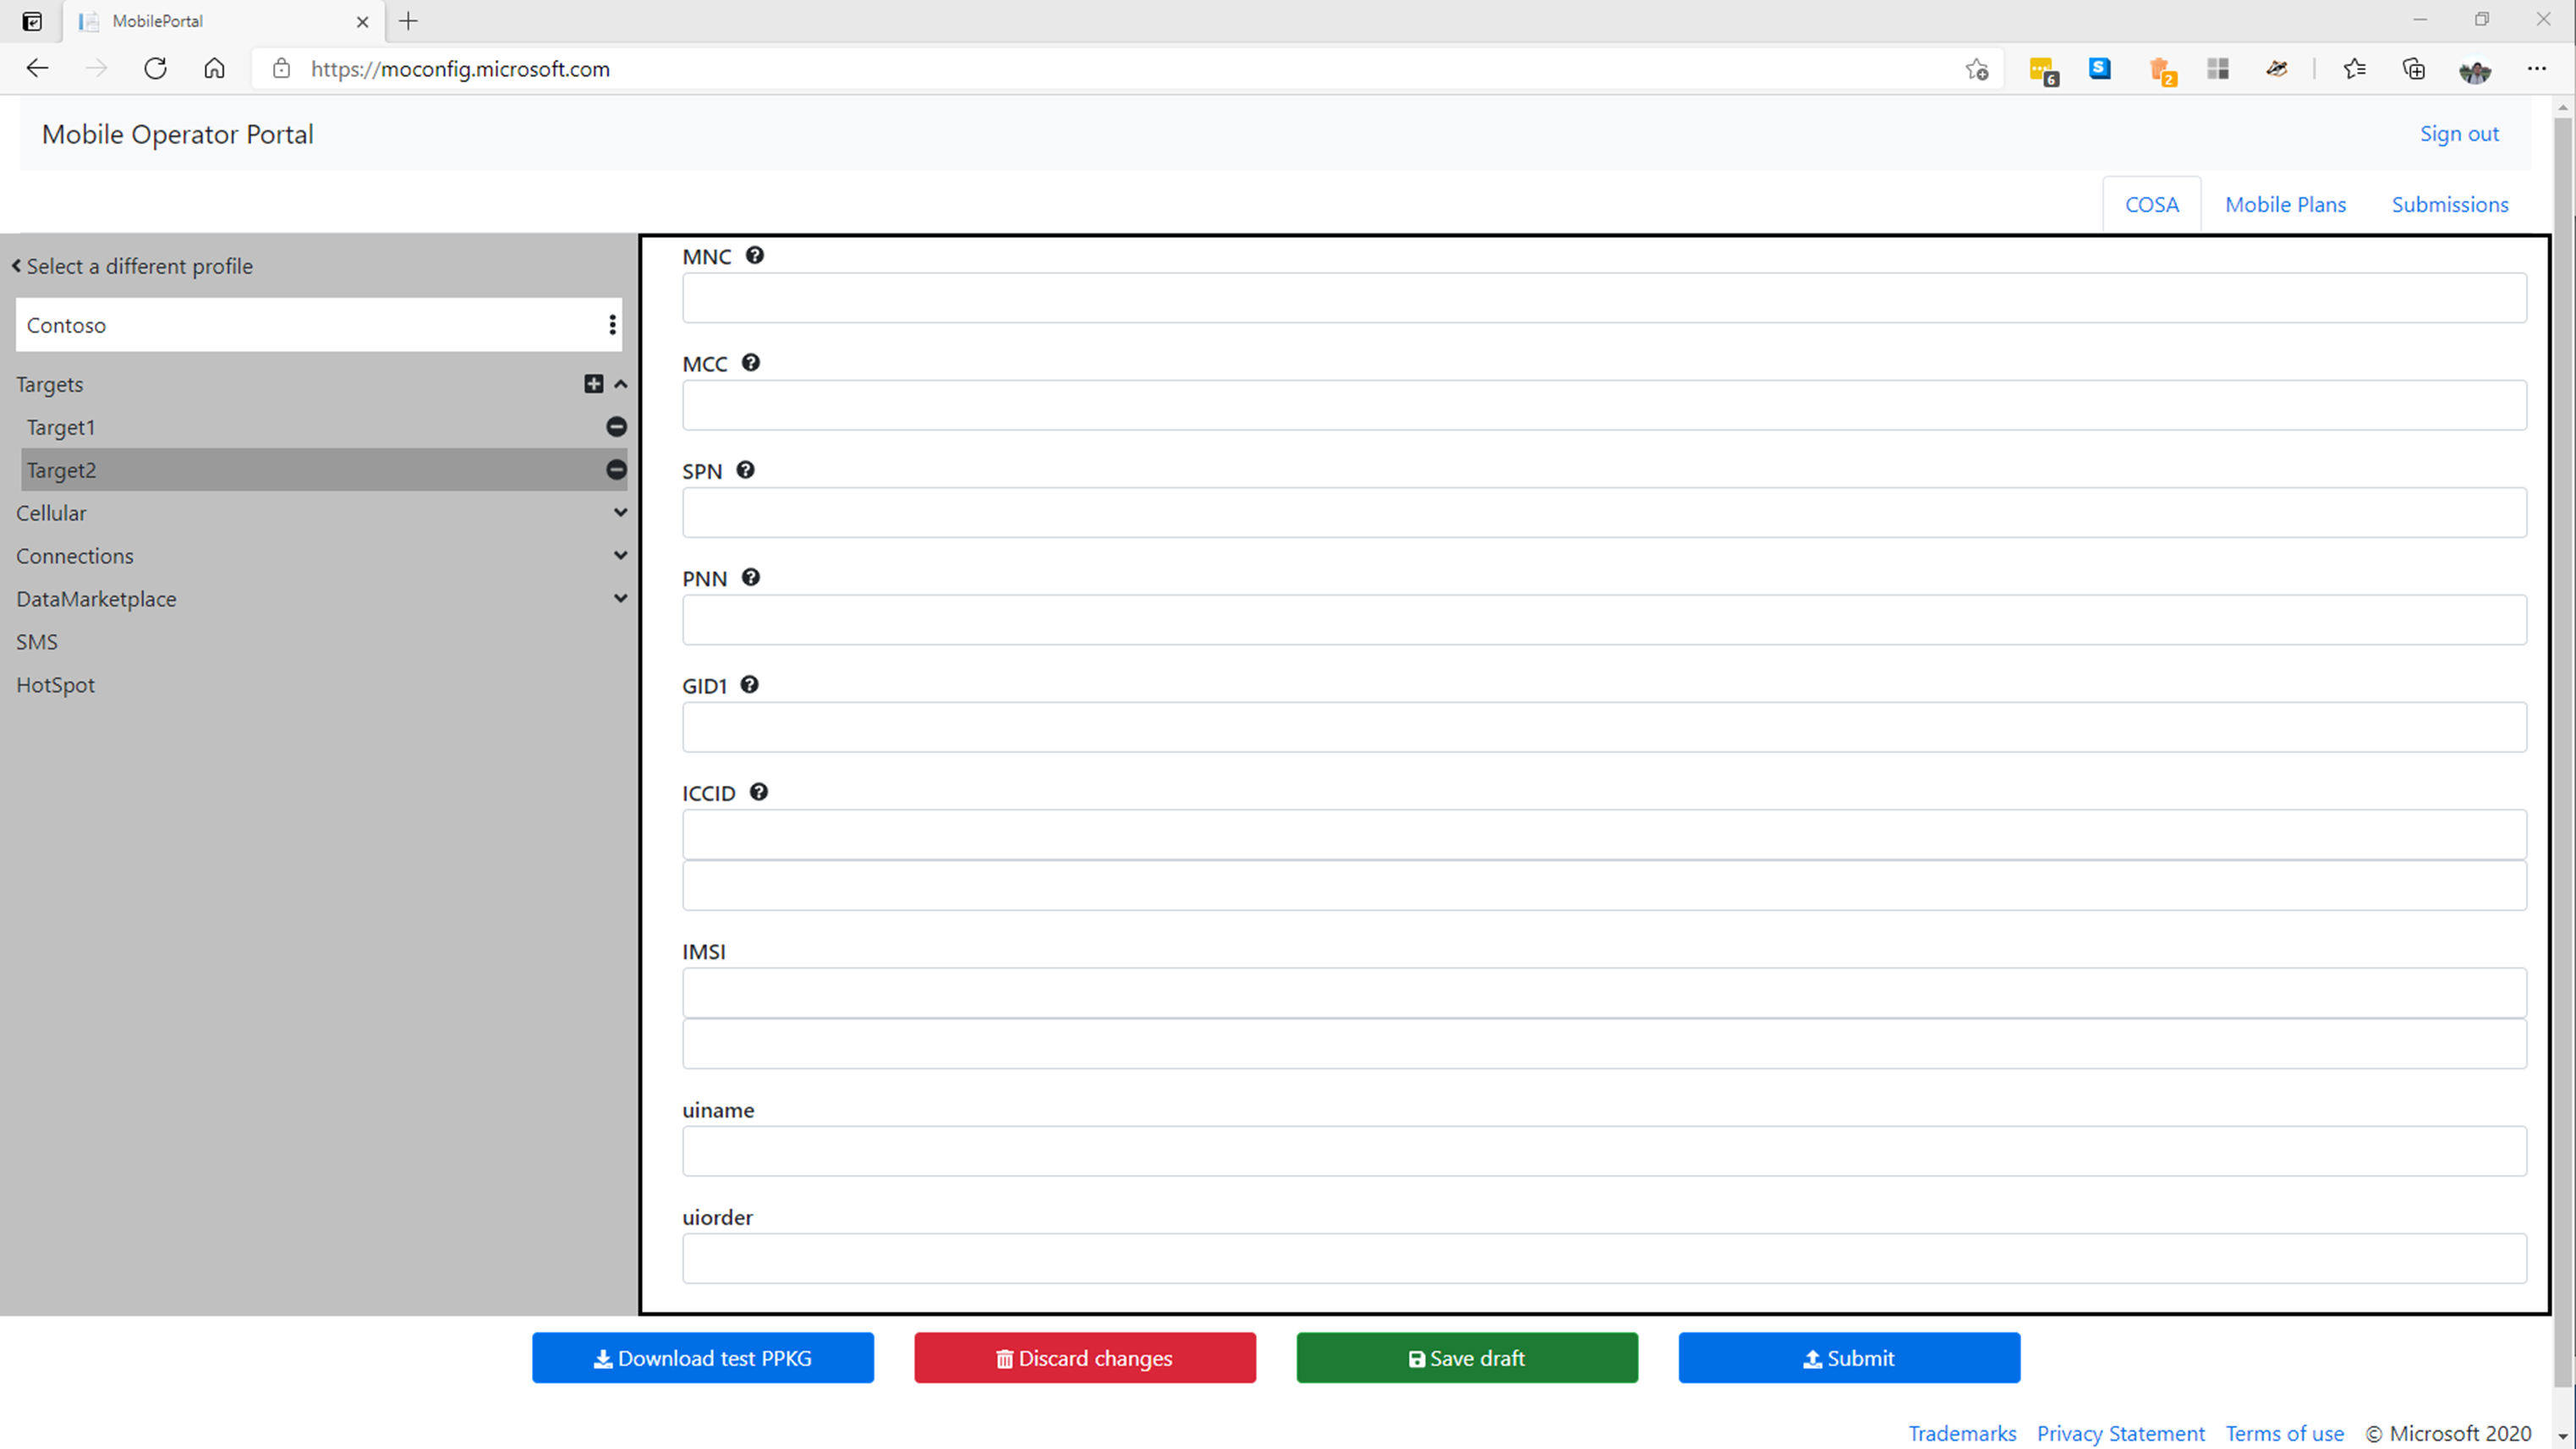 MobilePortal
https://moconfig.microsoft.com
6
S
2
Mobile Operator Portal
Sign out
COSA
Mobile Plans
Submissions
Select a different profile
Contoso
Targets
Target1
Target2
Cellular
Connections
DataMarketplace
SMS
HotSpot
MNC
MCC
SPN
PNN
GID1
ICCID
IMSI
uiname
uiorder
Download test PPKG
Discard changes
Save draft
Submit
Trademarks
Privacy Statement
Terms of use
© Microsoft 2020